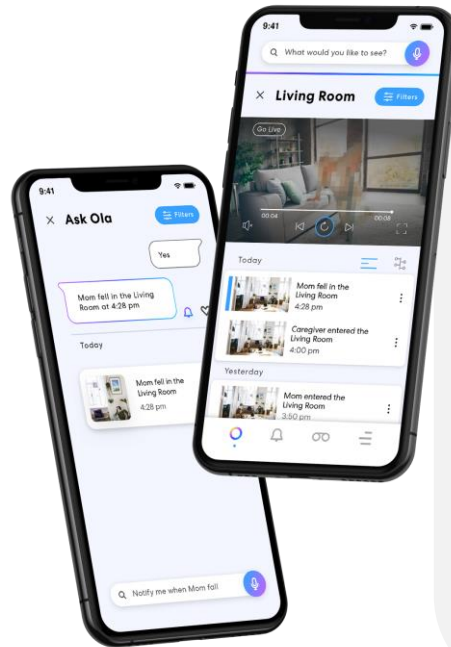 9:41
Ask Ola
Filters
Yes
Mom fell in the Living
Room at 4:28 pm
Today
Mom fell in the
Living Room
4:28 pm
Notify me when Mom fall
9:41
What would you like to see?
Living Room
Filters
Go Live
00:04
00:08
Today
Mom fell in the
Living Room
4:28 pm
Caregiver entered the
Living Room
4:00 pm
Yesterday
Mom entered the
Living Room
3:50 pm